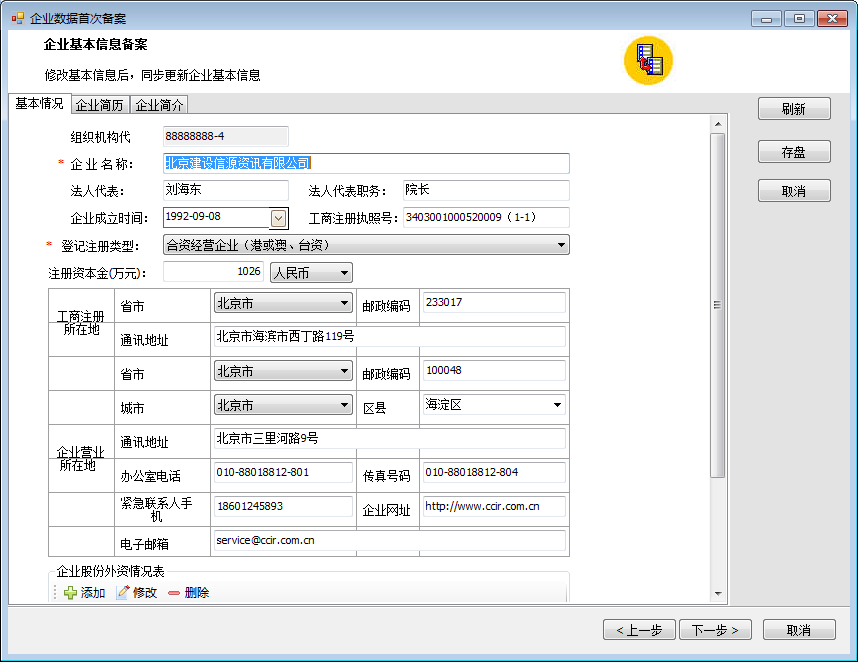 企业数据首次备案
企业基本信息备案
修改基本信息后，同步更新企业基本信息
基本情况 企业简历 企业简介
刷新
存盘
取消
组织机构代 88888888-4
* 企 业 名 称： 北京建设信源资讯有限公司
法人代表： 刘海东 法人代表职务： 院长
企业成立时间： 1992-09-08 工商注册执照号： 3403001000520009（1-1）
* 登记注册类型： 合资经营企业（港或澳、台资）
注册资本金(万元)： 1026 人民币
工商注册
所在地
省市 北京市 邮政编码 233017
通讯地址 北京市海滨市西丁路119号
省市 北京市 邮政编码 100048
城市 北京市 区县 海淀区
企业营业
所在地
通讯地址 北京市三里河路9号
办公室电话 010-88018812-801 传真号码 010-88018812-804
紧急联系人手
机
18601245893 企业网址 http://www.ccir.com.cn
电子邮箱 service@ccir.com.cn
企业股份外资情况表
添加 修改 删除
< 上一步 下一步 > 取消